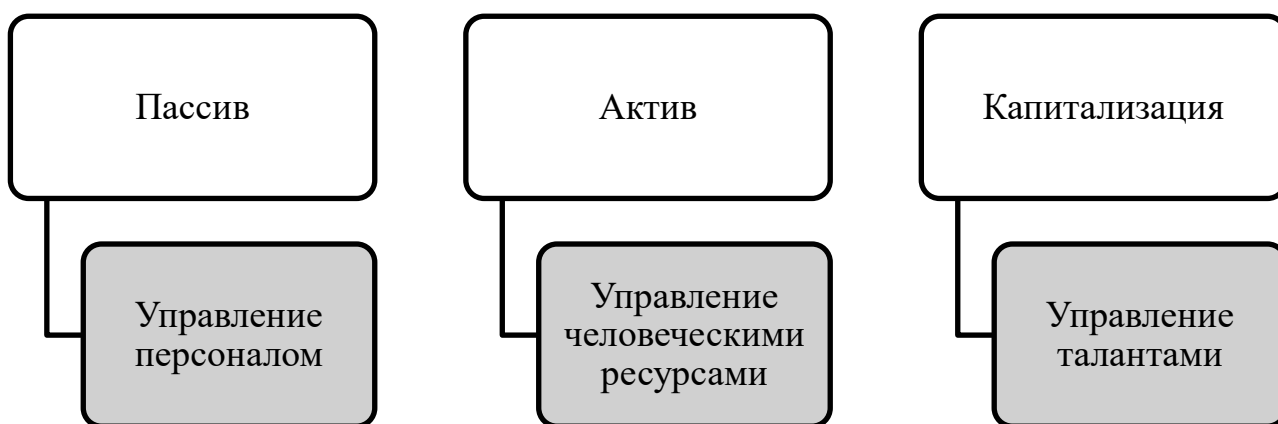 Пассив
Актив
Капитализация
Управление
персоналом
Управление
человеческими
ресурсами
Управление
талантами